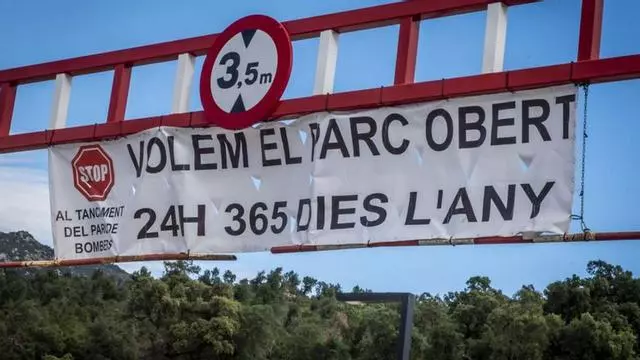 3,5m
VOLEM EL PARC OBERT
24H 365 DIES L'ANY
STOP
AL TANCAMENT
DEL PARC DE
BOMBERS